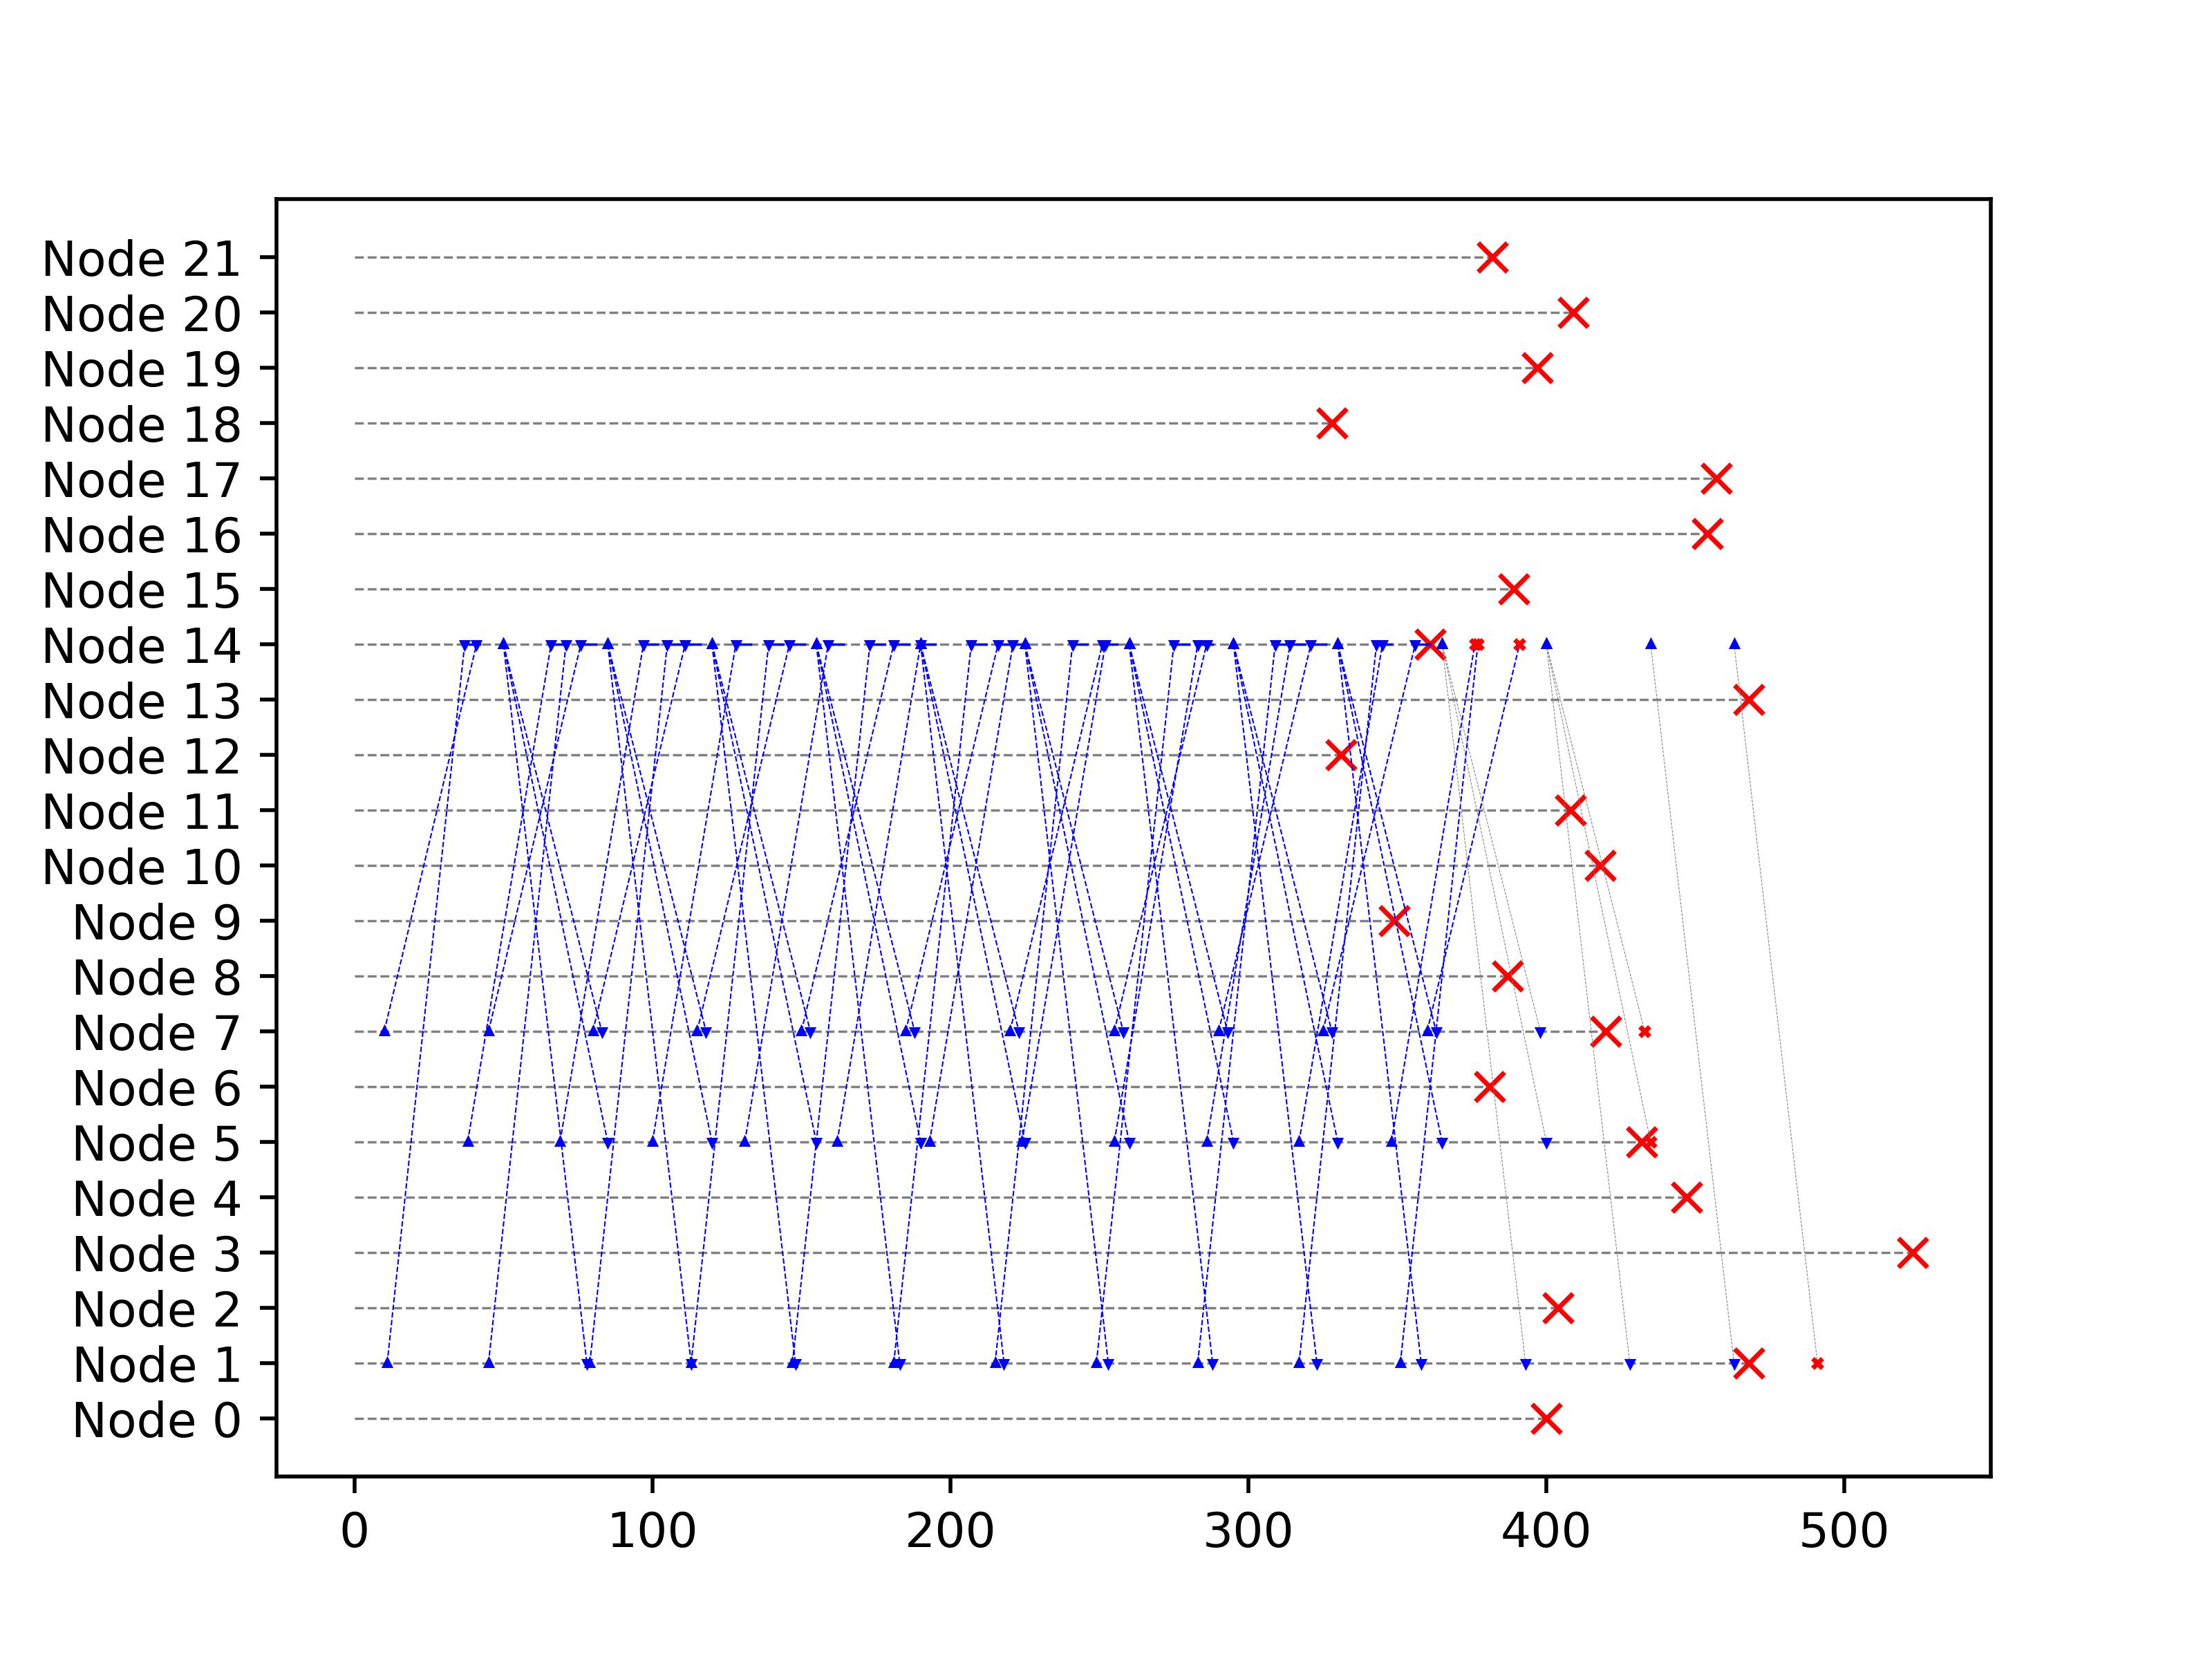 Node 21
Node 20
Node 19
Node 18
Node 17
Node 16
Node 15
Node 14
Node 13
Node 12
Node 11
Node 10
Node 9
Node 8
Node 7
Node 6
Node 5
Node 4
Node 3
Node 2
Node 1
Node 0
0 100 200 300 400 500